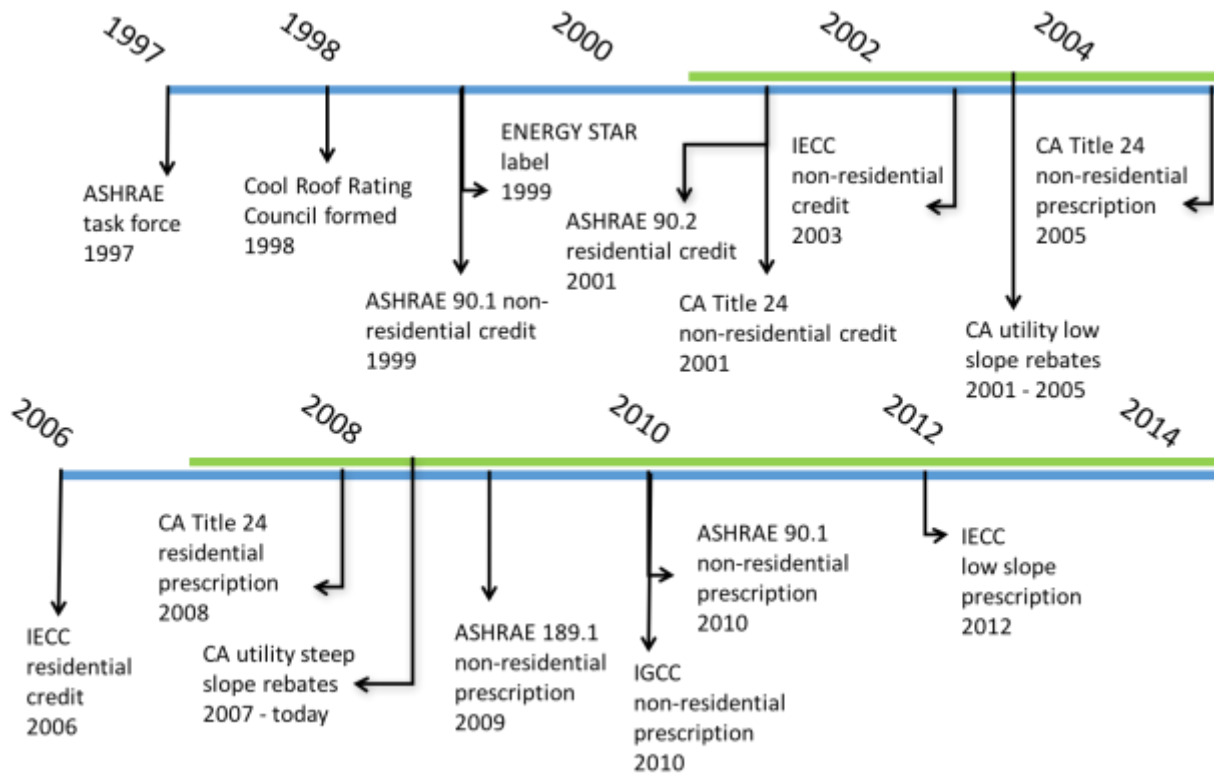 1997
1998
2000
2002
2004
ASHRAE
task force
1997
Cool Roof Rating
Council formed
1998
ASHRAE 90.1 non-
residential credit
1999
ENERGY STAR
label
1999
ASHRAE 90.2
residential credit
2001
CA Title 24
non-residential credit
2001
IECC
non-residential
credit
2003
CA utility low
slope rebates
2001 - 2005
CA Title 24
non-residential
prescription
2005
2006
2008
2010
2012
2014
IECC
residential
credit
2006
CA Title 24
residential
prescription
2008
CA utility steep
slope rebates
2007 - today
ASHRAE 189.1
non-residential
prescription
2009
IGCC
non-residential
prescription
2010
ASHRAE 90.1
non-residential
prescription
2010
IECC
low slope
prescription
2012